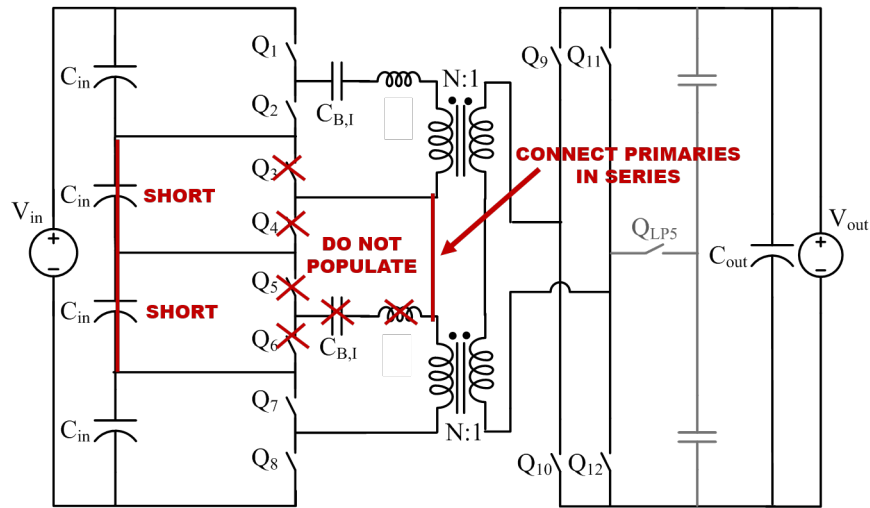 Q1
Q9
Q11
Cin
Q2
CB,I
N:1
Q3
CONNECT PRIMARIES
IN SERIES
Cin
SHORT
Vin
Q4
Vout
QLP5
DO NOT
POPULATE
Cout
Q5
Cin
SHORT
Q6
CB,I
Q7
Cin
N:1
Q8
Q10
Q12